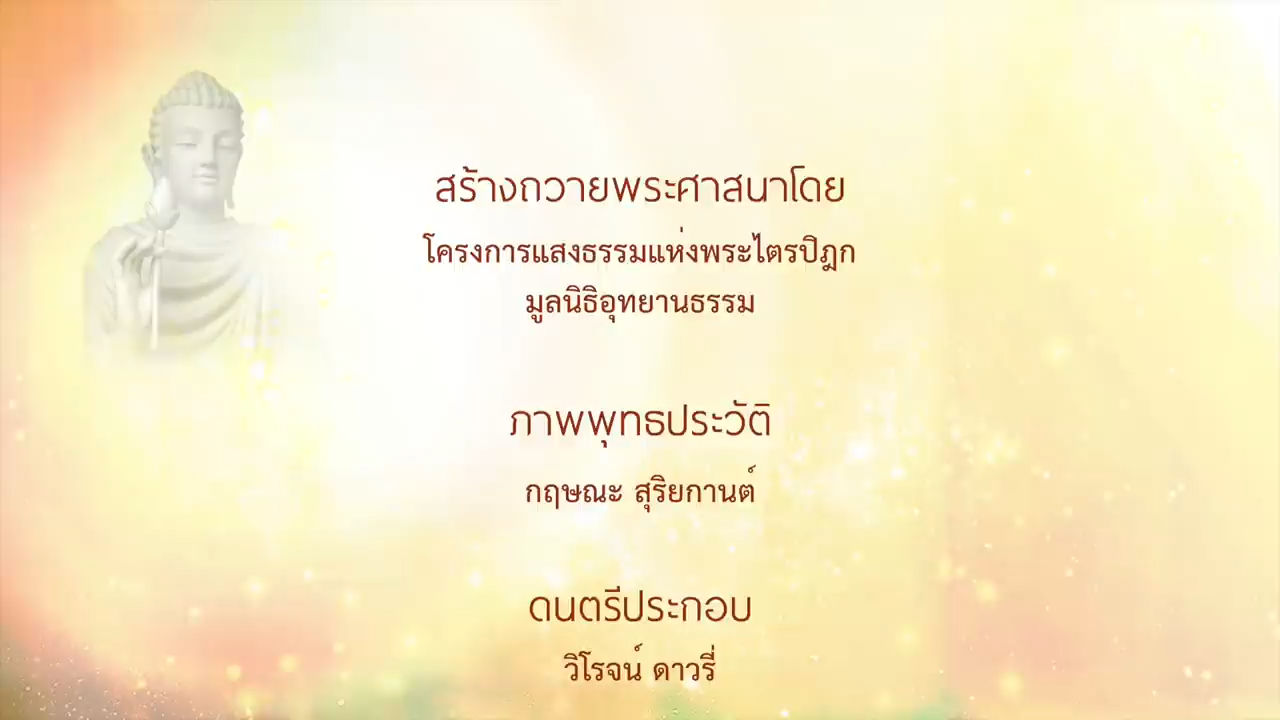 สร้างถวายพระศาสนาโดย
โครงการแสงธรรมแห่งพระไตรปิฎก
มูลนิธิอุทยานธรรม
ภาพพุทธประวัติ
กฤษณะ สุริยกานต์
ดนตรีประกอบ
วิโรจน์ ดาวรี่